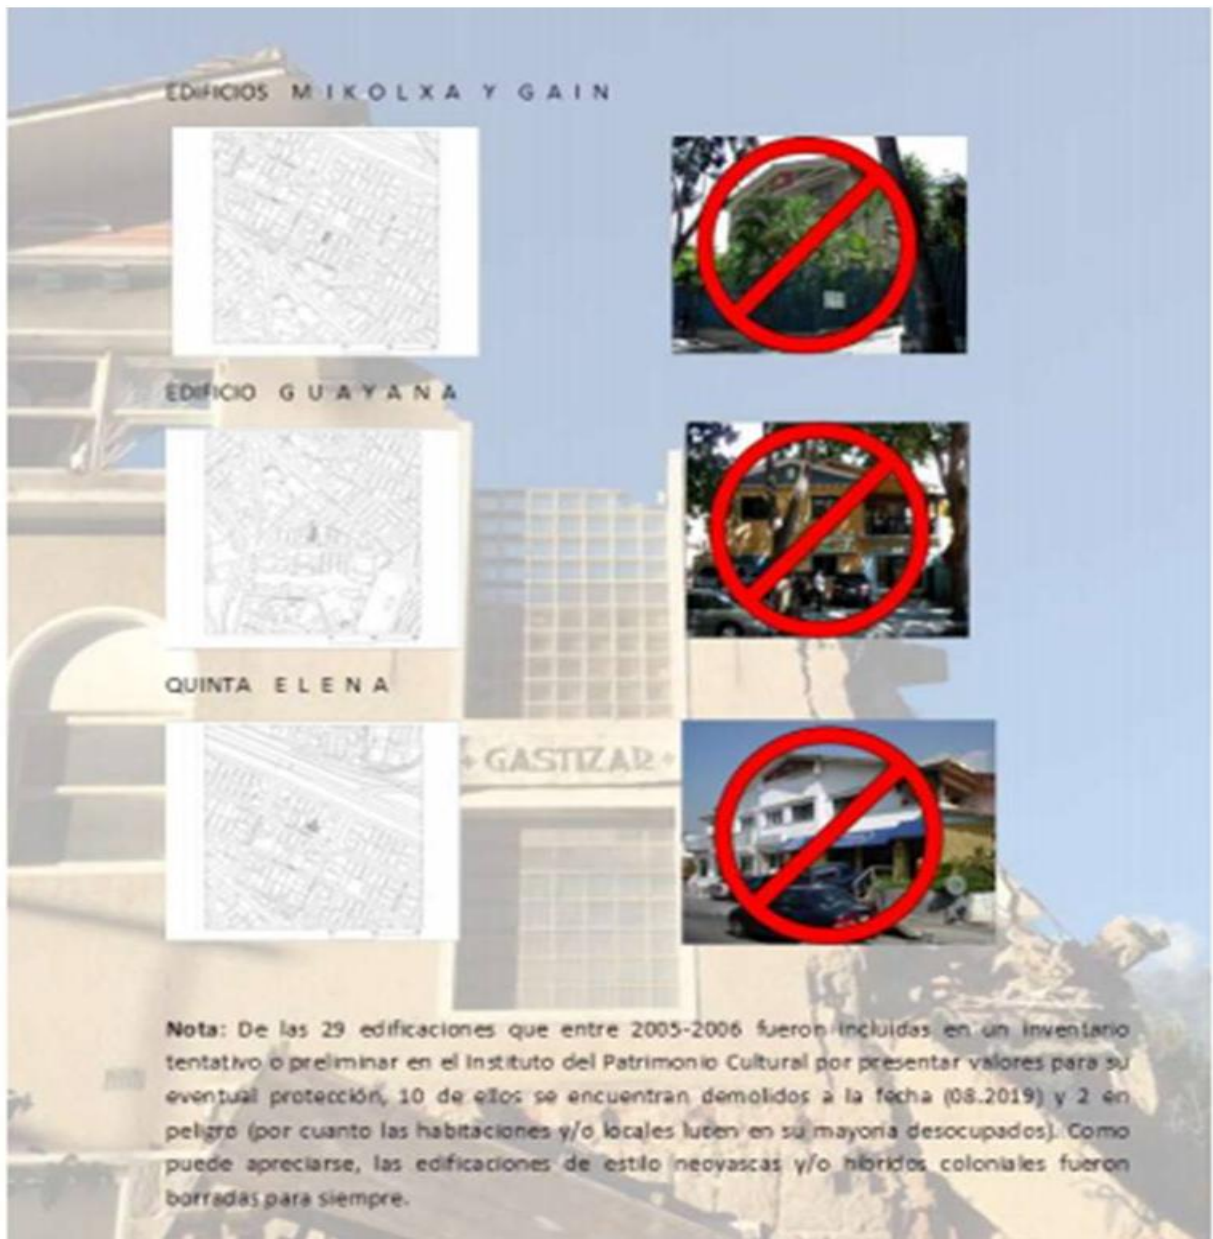 EDIFICIOS M I K O L X A Y G A I N
EDIFICIO G U A Y A N A
QUINTA E L E N A
GASTIZAR
Nota: De las 29 edificaciones que entre 2005-2006 fueron incluidas en un inventario
tentativo o preliminar en el Instituto del Patrimonio Cultural por presentar valores para su
eventual protección, 10 de ellos se encuentran demolidos a la fecha (08.2019) y 2 en
peligro (por cuanto las habitaciones y/o locales lucen en su mayoría desocupados). Como
puede apreciarse, las edificaciones de estilo neovascas y/o híbridos coloniales fueron
borradas para siempre.